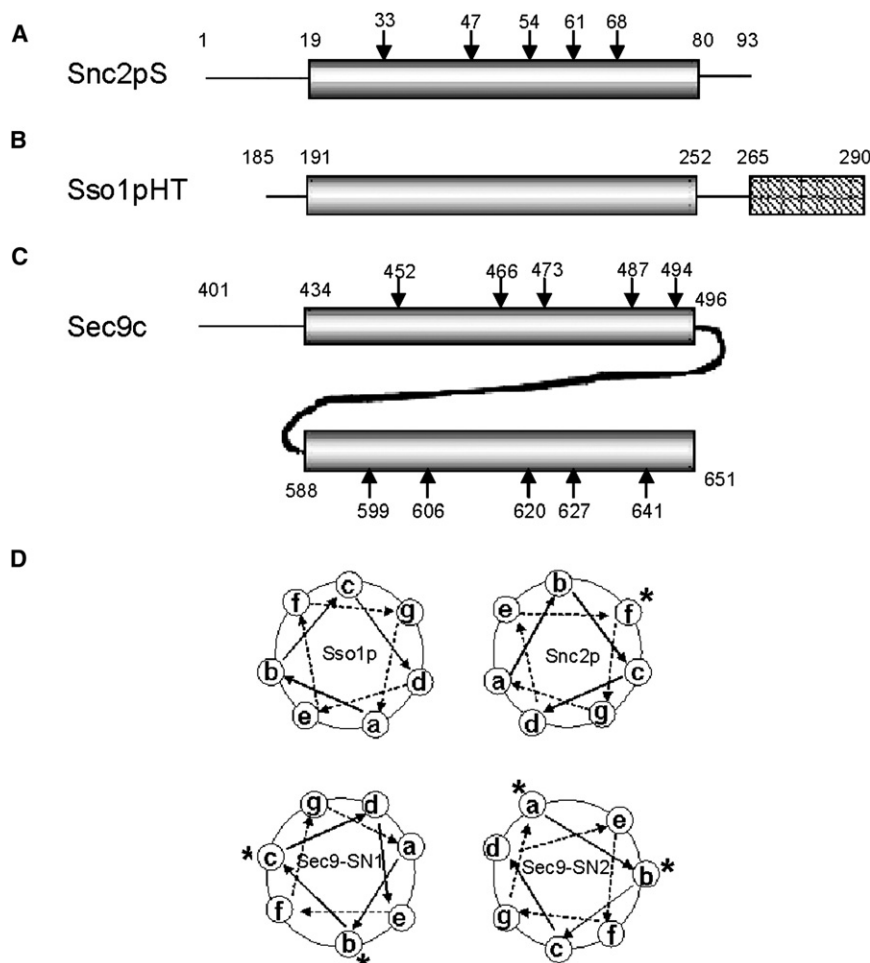 A
33 47 54 61 68
1 19 80 93
Snc2pS
B
185 191 252 265 290
Sso1pHT
C
452 466 473 487 494
401 434 496
Sec9c
588 651
599 606 620 627 641
D
c
f g
Sso1p
b d
e a
b
e f *
Snc2p
a c
d g
g d
* c a
Sec9-SN1
f e
b *
* a e
d b *
Sec9-SN2
g f
c